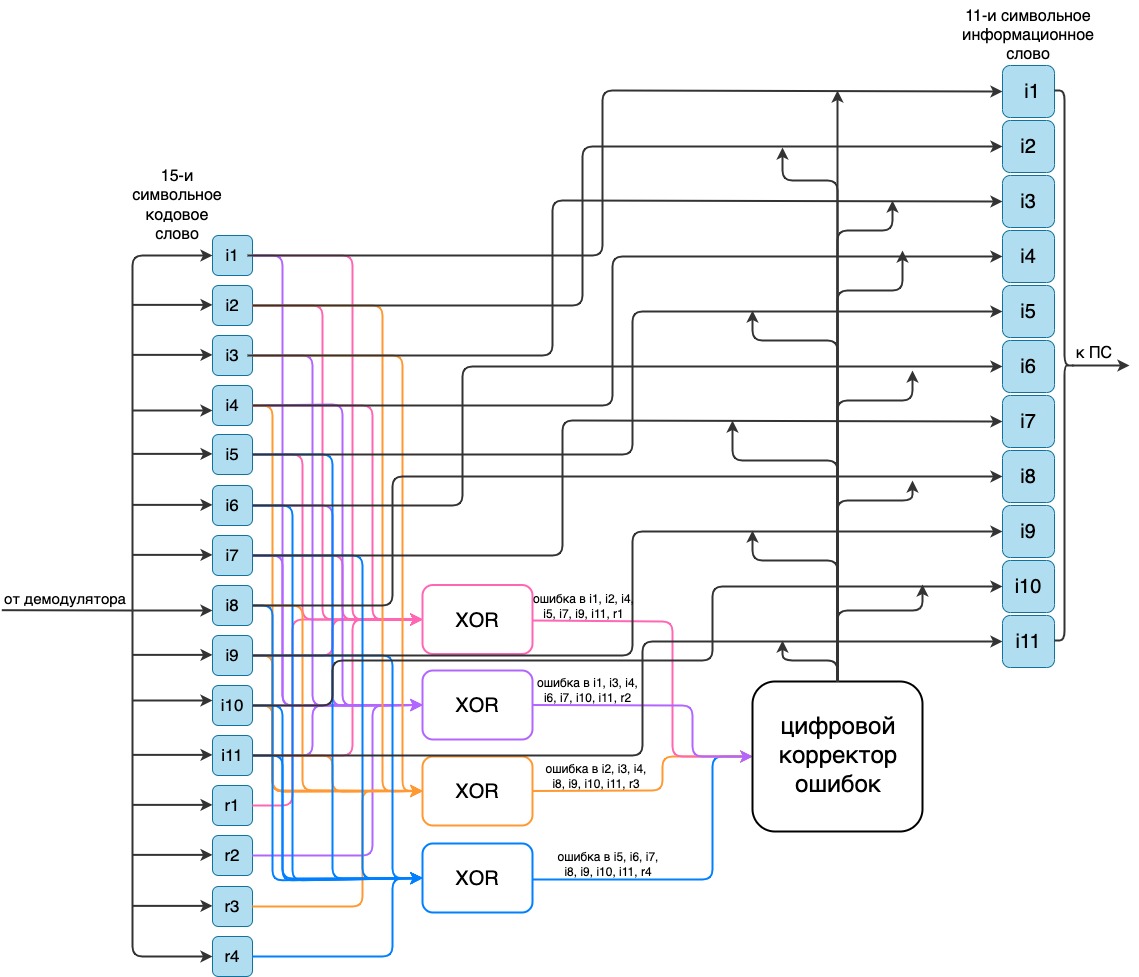 11-и символьное
информационное
слово
i1
i2
i3
i4
i5
i6
i7
i8
i9
i10
i11
к ПС
15-и
символьное
кодовое
слово
i1
i2
i3
i4
i5
i6
i7
i8
i9
i10
i11
r1
r2
r3
r4
от демодулятора
XOR
ошибка в i1, i2, i4,
i5, i7, i9, i11, r1
XOR
ошибка в i1, i3, i4,
i6, i7, i10, i11, r2
XOR
ошибка в i2, i3, i4,
i8, i9, i10, i11, r3
XOR
ошибка в i5, i6, i7,
i8, i9, i10, i11, r4
цифровой
корректор
ошибок